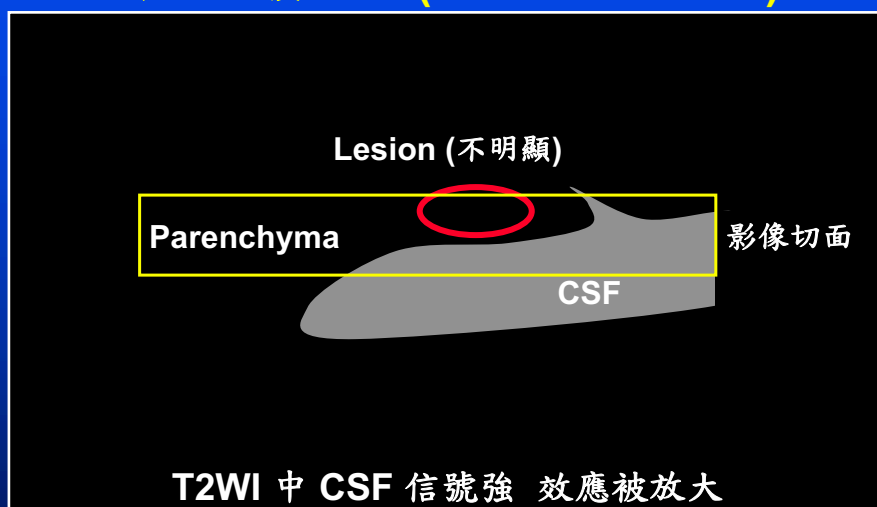 Lesion (不明顯)
Parenchyma
影像切面
CSF
T2WI 中 CSF 信號強 效應被放大